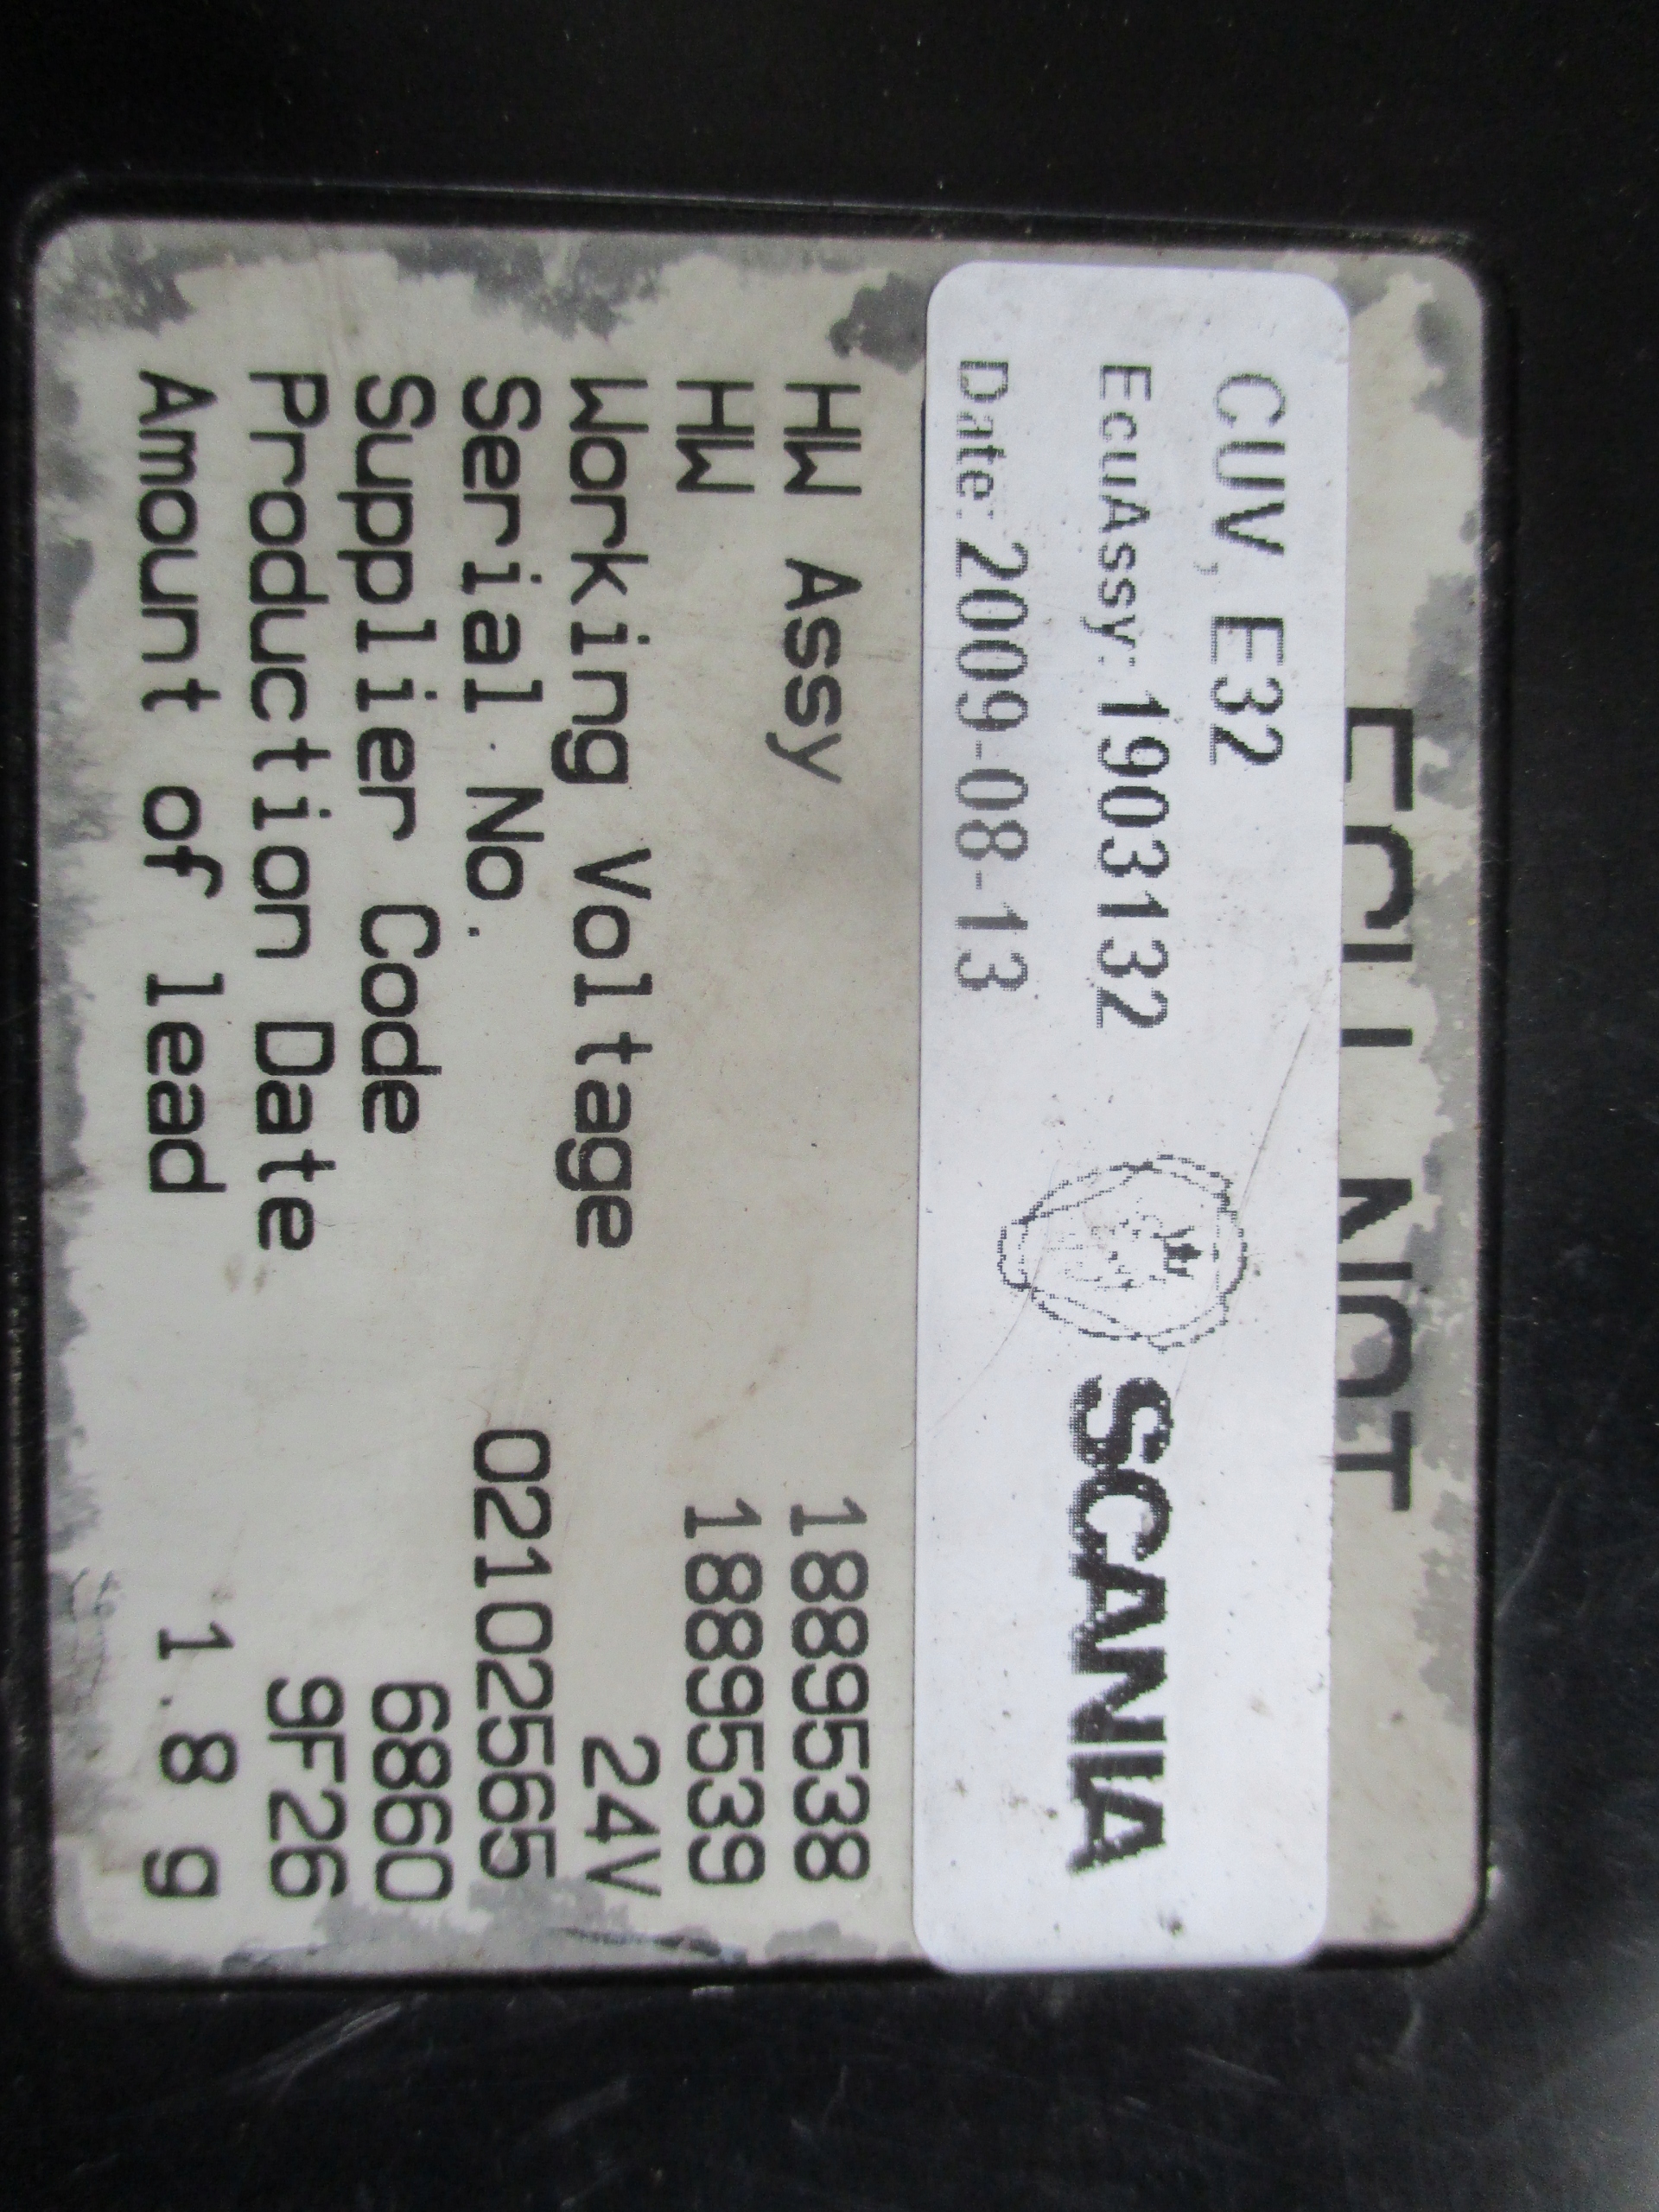 CUV, E32
EcuAssy: 1903132
Date: 2009-08-13
SCANIA
HW Assy 1889538
HW 1889539
Working Voltage 24V
Serial No. 02102565
Supplier Code 6860
Production Date 9F26
Amount of lead 1.8 g